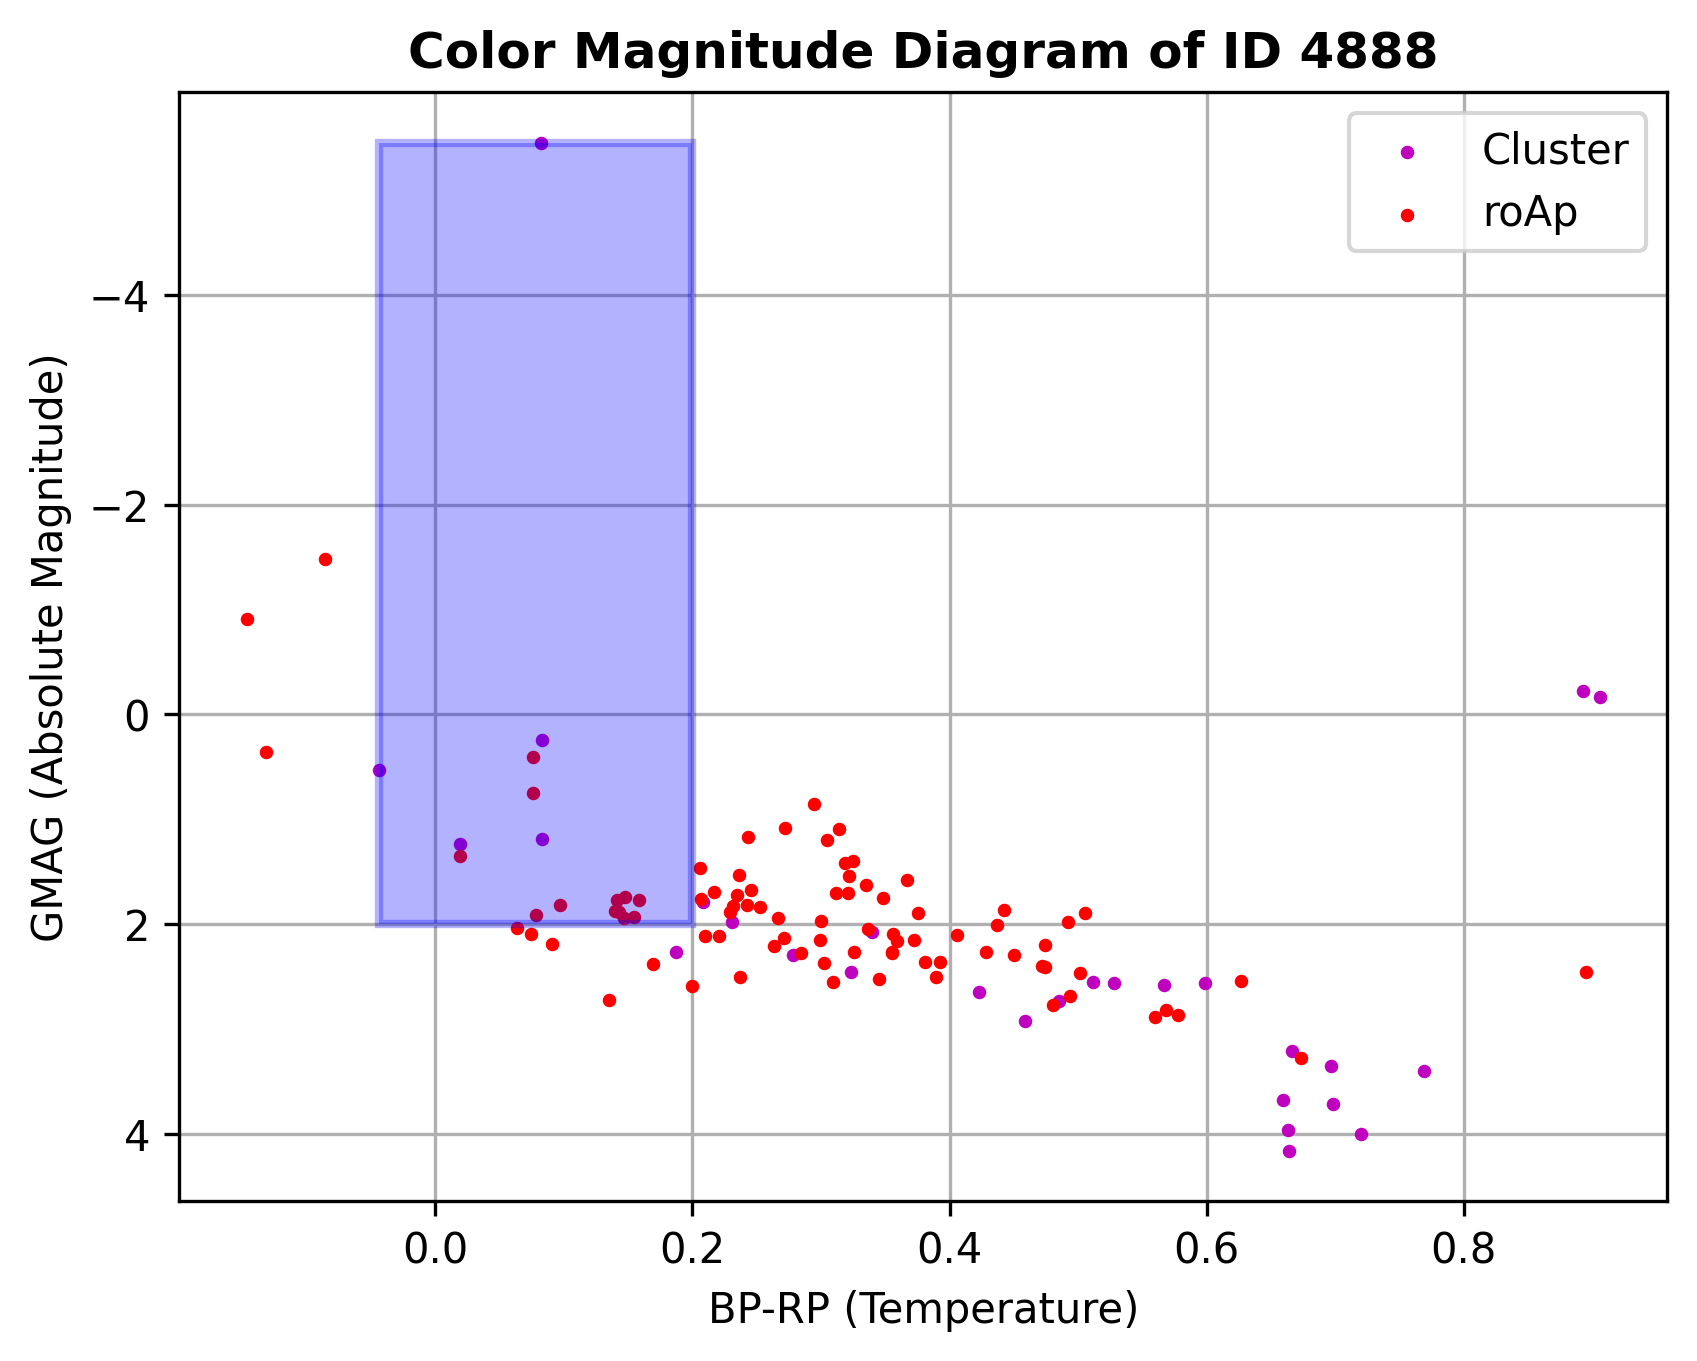 Color Magnitude Diagram of ID 4888
Cluster
roAp
−4
−2
0
2
4
GMAG (Absolute Magnitude)
0.0 0.2 0.4 0.6 0.8
BP-RP (Temperature)